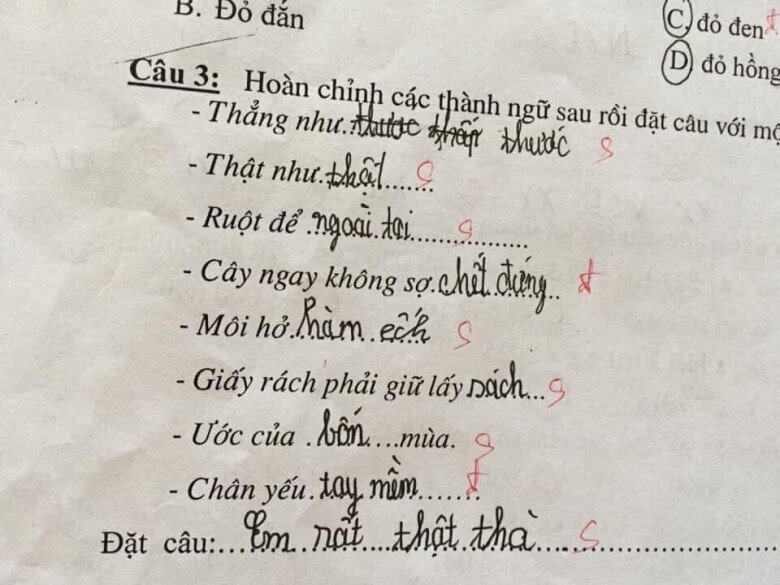 B. Đỏ đắn
C) đỏ đen đ
D) đỏ hồng
Câu 3: Hoàn chỉnh các thành ngữ sau rồi đặt câu với mộ
- Thẳng như thước thấp thước s
- Thật như thật....... s
- Ruột để ngoài tai............... s
- Cây ngay không sợ chết đứng.. đ
- Môi hở hàm ếch s
- Giấy rách phải giữ lấy sách... s
- Ước của bốn....mùa. s
- Chân yếu tay mềm....... đ
Đặt câu:....Em rất....thật thà.... s